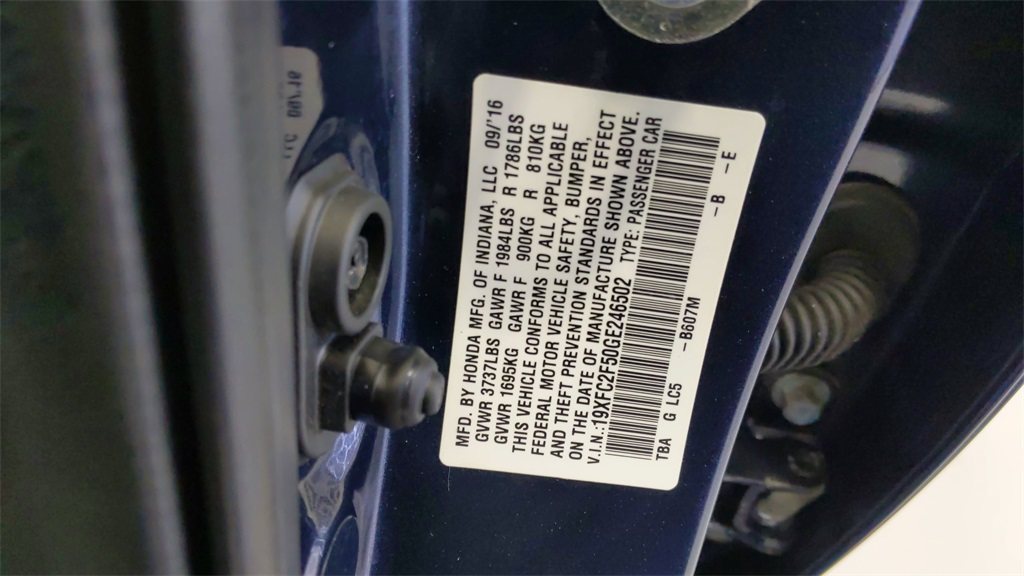 MFD. BY HONDA MFG. OF INDIANA, LLC 09/'16
GVWR 3737LBS GAWR F 1984LBS R 1786LBS
GVWR 1695KG GAWR F 900KG R 810KG
THIS VEHICLE CONFORMS TO ALL APPLICABLE
FEDERAL MOTOR VEHICLE SAFETY, BUMPER,
AND THEFT PREVENTION STANDARDS IN EFFECT
ON THE DATE OF MANUFACTURE SHOWN ABOVE.
V.I.N.:19XFC2F50GE246502 TYPE: PASSENGER CAR
TBA G LC5 -B607M -B -E